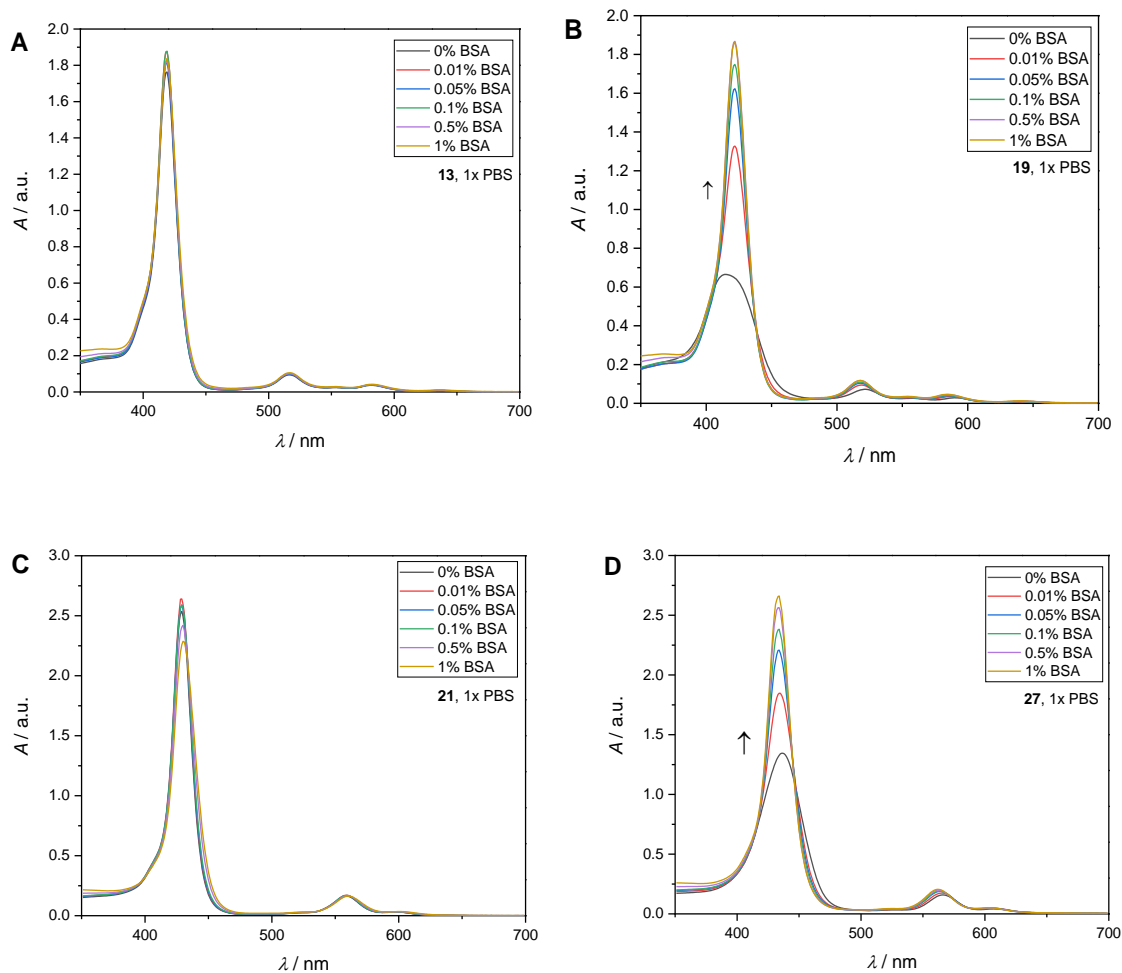 A
2.0
1.8
1.6
1.4
1.2
1.0
0.8
0.6
0.4
0.2
0.0
A / a.u.
400
500
600
700
λ / nm
0% BSA
0.01% BSA
0.05% BSA
0.1% BSA
0.5% BSA
1% BSA
13, 1x PBS
B
2.0
1.8
1.6
1.4
1.2
1.0
0.8
0.6
0.4
0.2
0.0
A / a.u.
↑
400
500
600
700
λ / nm
0% BSA
0.01% BSA
0.05% BSA
0.1% BSA
0.5% BSA
1% BSA
19, 1x PBS
C
3.0
2.5
2.0
1.5
1.0
0.5
0.0
A / a.u.
400
500
600
700
λ / nm
0% BSA
0.01% BSA
0.05% BSA
0.1% BSA
0.5% BSA
1% BSA
21, 1x PBS
D
3.0
2.5
2.0
1.5
1.0
0.5
0.0
A / a.u.
↑
400
500
600
700
λ / nm
0% BSA
0.01% BSA
0.05% BSA
0.1% BSA
0.5% BSA
1% BSA
27, 1x PBS